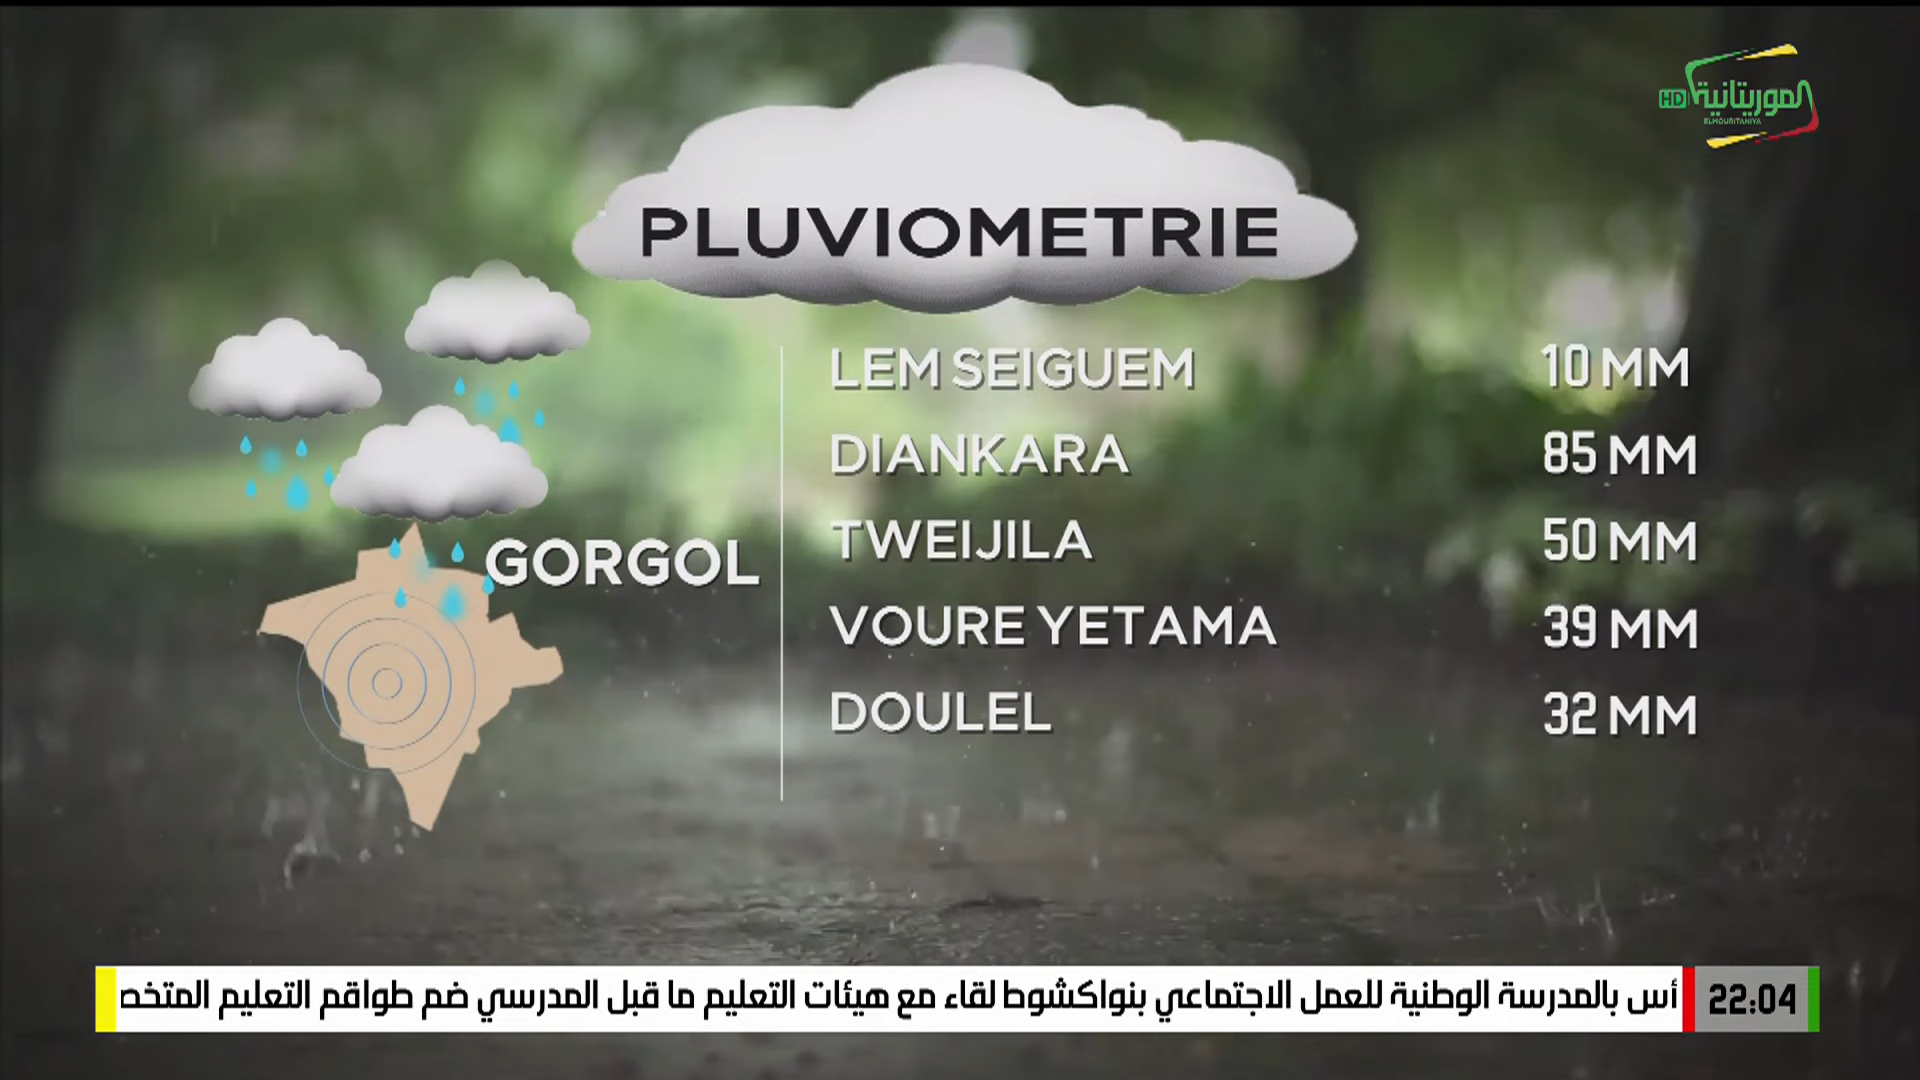 HD الموريتانية
ELMOURITANIYA
PLUVIOMETRIE
GORGOL
LEM SEIGUEM 10 MM
DIANKARA 85 MM
TWEIJILA 50 MM
VOURE YETAMA 39 MM
DOULEL 32 MM
22:04 أس بالمدرسة الوطنية للعمل الاجتماعي بنواكشوط لقاء مع هيئات التعليم ما قبل المدرسي ضم طواقم التعليم المتخص